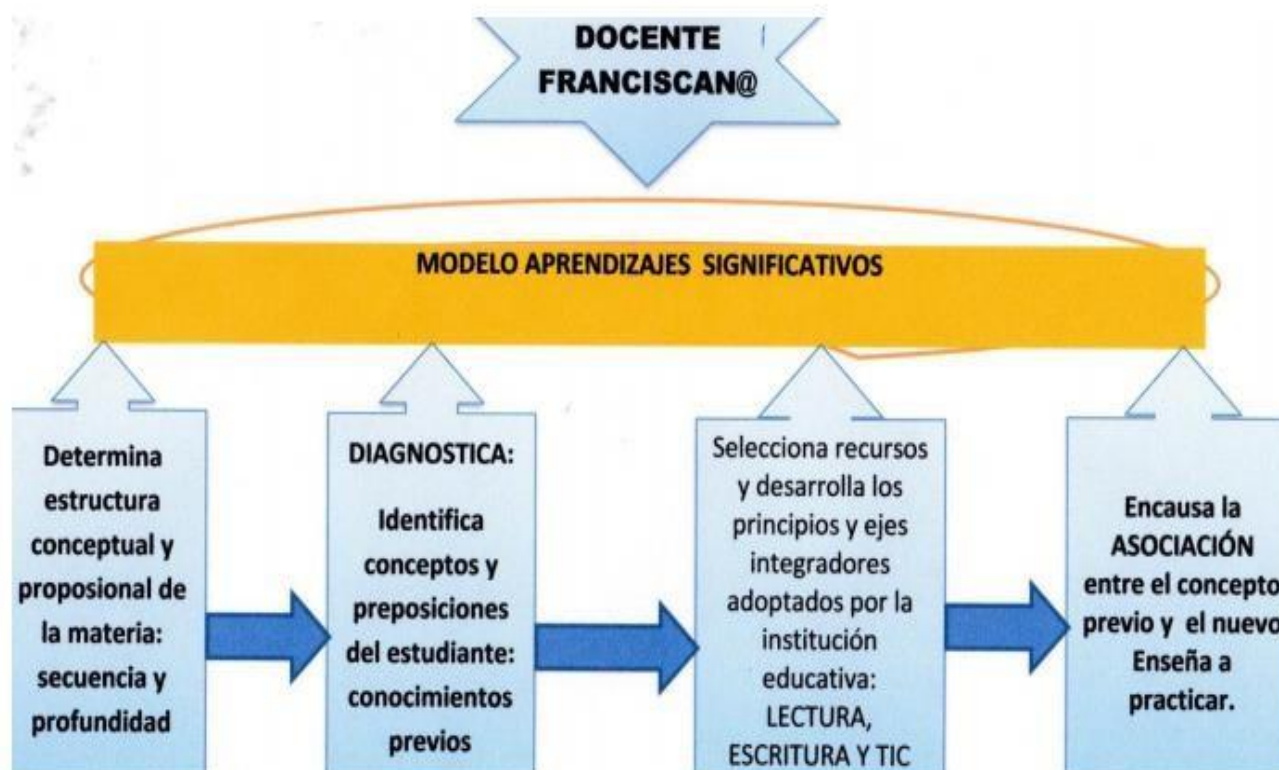 DOCENTE
FRANCISCAN@
MODELO APRENDIZAJES SIGNIFICATIVOS
Determina
estructura
conceptual y
proposional de
la materia:
secuencia y
profundidad
DIAGNOSTICA:
Identifica
conceptos y
preposiciones
del estudiante:
conocimientos
previos
Selecciona recursos
y desarrolla los
principios y ejes
integradores
adoptados por la
institución
educativa:
LECTURA,
ESCRITURA Y TIC
Encausa la
ASOCIACIÓN
entre el concepto
previo y el nuevo
Enseña a
practicar.